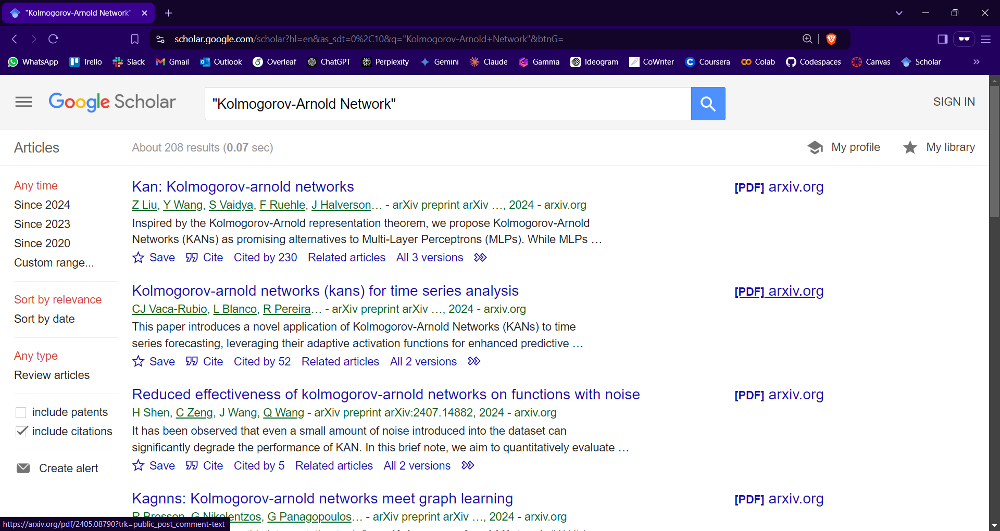 "Kolmogorov-Arnold Network"
scholar.google.com/scholar?hl=en&as_sdt=0%2C10&q="Kolmogorov-Arnold+Network"&btnG=
WhatsApp Trello Slack Gmail Outlook Overleaf ChatGPT Perplexity Gemini Claude Gamma Ideogram CoWriter Coursera Colab Codespaces Canvas Scholar
Google Scholar
"Kolmogorov-Arnold Network"
SIGN IN
Articles
About 208 results (0.07 sec)
My profile
My library
Any time
Since 2024
Since 2023
Since 2020
Custom range...
Sort by relevance
Sort by date
Any type
Review articles
include patents
include citations
Create alert
Kan: Kolmogorov-arnold networks
[PDF] arxiv.org
Z Liu, Y Wang, S Vaidya, F Ruehle, J Halverson… - arXiv preprint arXiv …, 2024 - arxiv.org
Inspired by the Kolmogorov-Arnold representation theorem, we propose Kolmogorov-Arnold
Networks (KANs) as promising alternatives to Multi-Layer Perceptrons (MLPs). While MLPs …
Save Cite Cited by 230 Related articles All 3 versions
Kolmogorov-arnold networks (kans) for time series analysis
[PDF] arxiv.org
CJ Vaca-Rubio, L Blanco, R Pereira… - arXiv preprint arXiv …, 2024 - arxiv.org
This paper introduces a novel application of Kolmogorov-Arnold Networks (KANs) to time
series forecasting, leveraging their adaptive activation functions for enhanced predictive …
Save Cite Cited by 52 Related articles All 2 versions
Reduced effectiveness of kolmogorov-arnold networks on functions with noise
[PDF] arxiv.org
H Shen, C Zeng, J Wang, Q Wang - arXiv preprint arXiv:2407.14882, 2024 - arxiv.org
It has been observed that even a small amount of noise introduced into the dataset can
significantly degrade the performance of KAN. In this brief note, we aim to quantitatively evaluate …
Save Cite Cited by 5 Related articles All 2 versions
Kagnns: Kolmogorov-arnold networks meet graph learning
[PDF] arxiv.org
R Bresson, G Nikolentzos, G Panagopoulos… - arXiv preprint arXiv …, 2024 - arxiv.org
https://arxiv.org/pdf/2405.08790?trk=public_post_comment-text